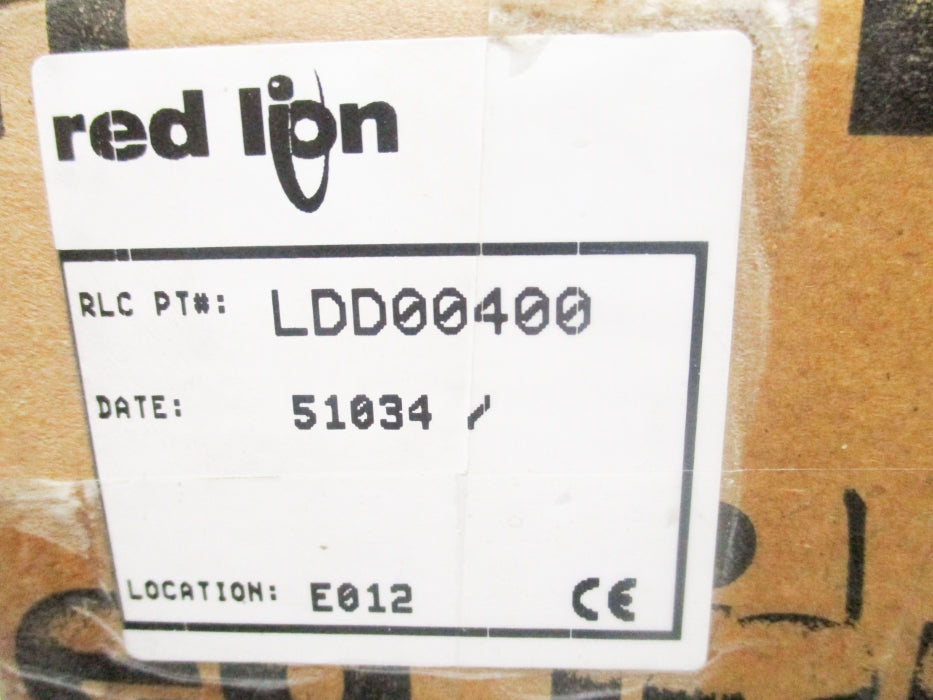 red lion
RLC PT#: LDD00400
DATE: 51034 /
LOCATION: E012
CE